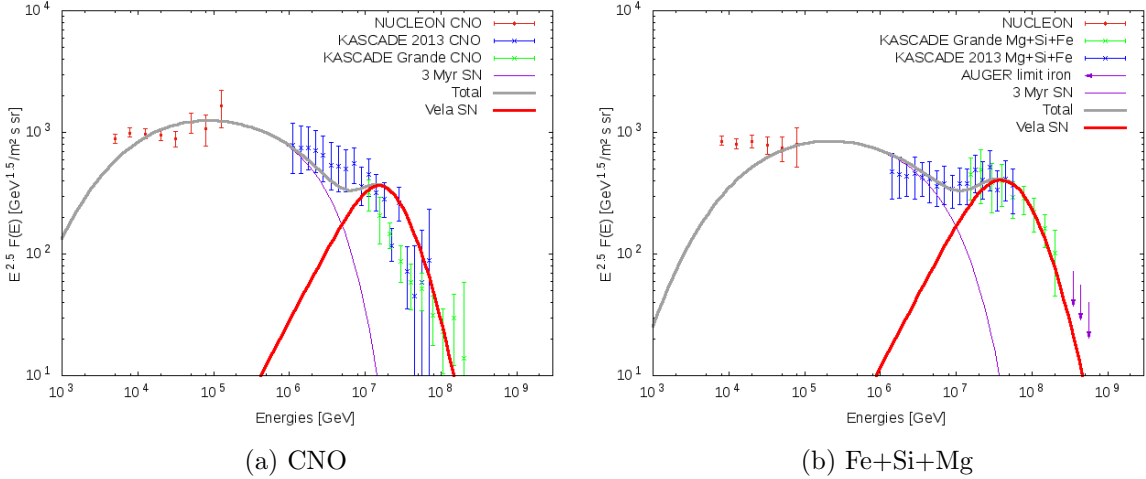 10^4
10^3
10^2
10^1
E^2.5 F(E) [GeV^1.5/m² s sr]
NUCLEON CNO
KASCADE 2013 CNO
KASCADE Grande CNO
3 Myr SN
Total
Vela SN
10^3 10^4 10^5 10^6 10^7 10^8 10^9
Energies [GeV]
(a) CNO
10^4
10^3
10^2
10^1
E^2.5 F(E) [GeV^1.5/m² s sr]
NUCLEON
KASCADE Grande Mg+Si+Fe
KASCADE 2013 Mg+Si+Fe
AUGER limit iron
3 Myr SN
Total
Vela SN
10^3 10^4 10^5 10^6 10^7 10^8 10^9
Energies [GeV]
(b) Fe+Si+Mg